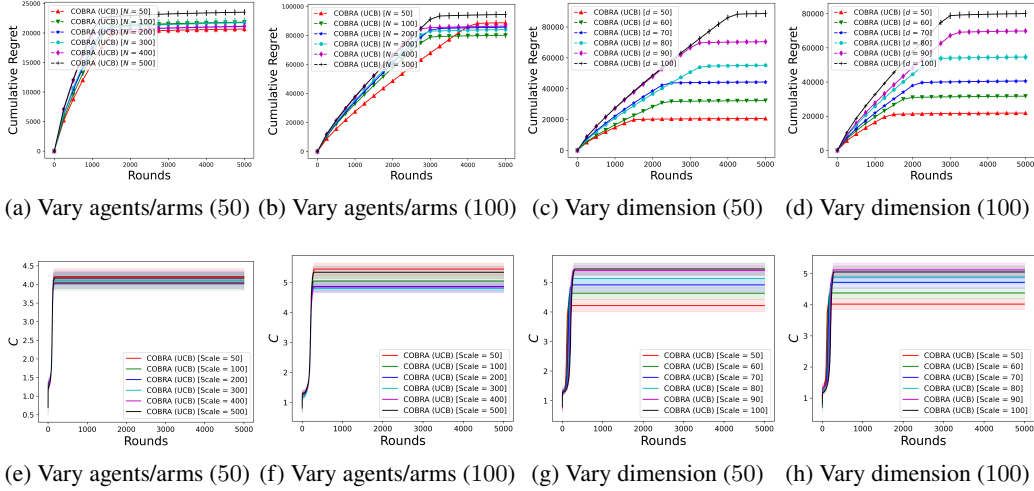 COBRA (UCB) [N = 50]
COBRA (UCB) [N = 100]
COBRA (UCB) [N = 200]
COBRA (UCB) [N = 300]
COBRA (UCB) [N = 400]
COBRA (UCB) [N = 500]
Cumulative Regret
25000
20000
15000
10000
5000
0
0 1000 2000 3000 4000 5000
Rounds
(a) Vary agents/arms (50)
COBRA (UCB) [N = 50]
COBRA (UCB) [N = 100]
COBRA (UCB) [N = 200]
COBRA (UCB) [N = 300]
COBRA (UCB) [N = 400]
COBRA (UCB) [N = 500]
Cumulative Regret
100000
80000
60000
40000
20000
0
0 1000 2000 3000 4000 5000
Rounds
(b) Vary agents/arms (100)
COBRA (UCB) [d = 50]
COBRA (UCB) [d = 60]
COBRA (UCB) [d = 70]
COBRA (UCB) [d = 80]
COBRA (UCB) [d = 90]
COBRA (UCB) [d = 100]
Cumulative Regret
80000
60000
40000
20000
0
0 1000 2000 3000 4000 5000
Rounds
(c) Vary dimension (50)
COBRA (UCB) [d = 50]
COBRA (UCB) [d = 60]
COBRA (UCB) [d = 70]
COBRA (UCB) [d = 80]
COBRA (UCB) [d = 90]
COBRA (UCB) [d = 100]
Cumulative Regret
80000
60000
40000
20000
0
0 1000 2000 3000 4000 5000
Rounds
(d) Vary dimension (100)
C
4.5
4.0
3.5
3.0
2.5
2.0
1.5
1.0
0.5
COBRA (UCB) [Scale = 50]
COBRA (UCB) [Scale = 100]
COBRA (UCB) [Scale = 200]
COBRA (UCB) [Scale = 300]
COBRA (UCB) [Scale = 400]
COBRA (UCB) [Scale = 500]
0 1000 2000 3000 4000 5000
Rounds
(e) Vary agents/arms (50)
C
5
4
3
2
1
COBRA (UCB) [Scale = 50]
COBRA (UCB) [Scale = 100]
COBRA (UCB) [Scale = 200]
COBRA (UCB) [Scale = 300]
COBRA (UCB) [Scale = 400]
COBRA (UCB) [Scale = 500]
0 1000 2000 3000 4000 5000
Rounds
(f) Vary agents/arms (100)
C
5
4
3
2
1
COBRA (UCB) [Scale = 50]
COBRA (UCB) [Scale = 60]
COBRA (UCB) [Scale = 70]
COBRA (UCB) [Scale = 80]
COBRA (UCB) [Scale = 90]
COBRA (UCB) [Scale = 100]
0 1000 2000 3000 4000 5000
Rounds
(g) Vary dimension (50)
C
5
4
3
2
1
COBRA (UCB) [Scale = 50]
COBRA (UCB) [Scale = 60]
COBRA (UCB) [Scale = 70]
COBRA (UCB) [Scale = 80]
COBRA (UCB) [Scale = 90]
COBRA (UCB) [Scale = 100]
0 1000 2000 3000 4000 5000
Rounds
(h) Vary dimension (100)